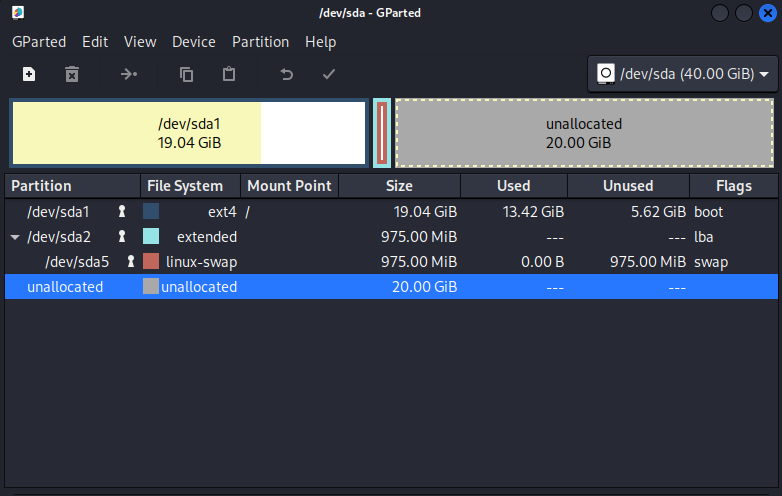 /dev/sda - GParted
GParted Edit View Device Partition Help
/dev/sda (40.00 GiB)
/dev/sda1
19.04 GiB
unallocated
20.00 GiB
Partition File System Mount Point Size Used Unused Flags
/dev/sda1 ext4 / 19.04 GiB 13.42 GiB 5.62 GiB boot
/dev/sda2 extended 975.00 MiB --- --- lba
/dev/sda5 linux-swap 975.00 MiB 0.00 B 975.00 MiB swap
unallocated unallocated 20.00 GiB --- ---